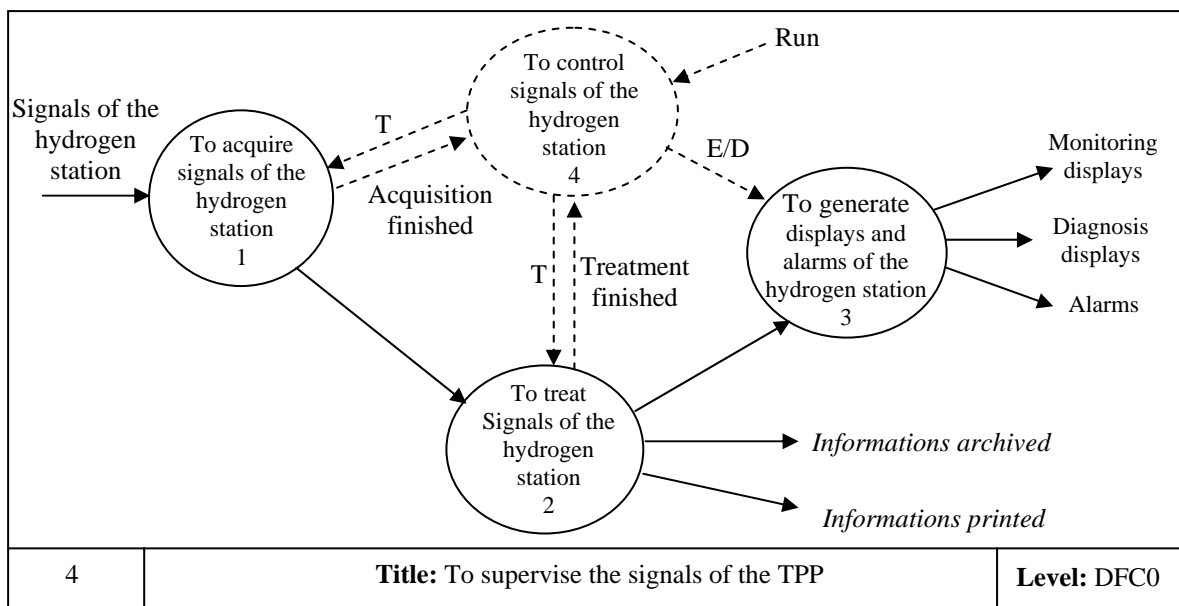 Run
To control
signals of the
hydrogen
station
4
Signals of the
hydrogen
station
T
To acquire
signals of the
hydrogen
station
1
Acquisition
finished
E/D
Monitoring
displays
To generate
displays and
alarms of the
hydrogen station
3
Diagnosis
displays
Alarms
T
Treatment
finished
To treat
Signals of the
hydrogen
station
2
Informations archived
Informations printed
4
Title: To supervise the signals of the TPP
Level: DFC0